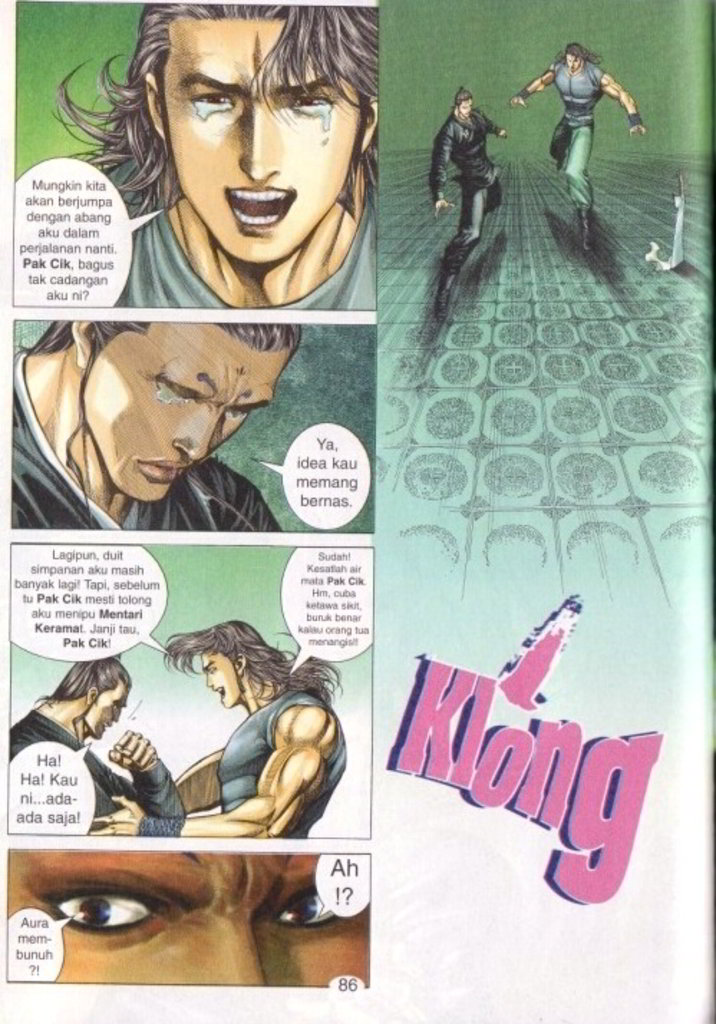 Mungkin kita
akan berjumpa
dengan abang
aku dalam
perjalanan nanti.
Pak Cik, bagus
tak cadangan
aku ni?
Ya,
idea kau
memang
bernas.
Lagipun, duit
simpanan aku masih
banyak lagi! Tapi, sebelum
tu Pak Cik mesti tolong
aku menipu Mentari
Keramat. Janji tau,
Pak Cik!
Sudah!
Kesatlah air
mata Pak Cik.
Hm, cuba
ketawa sikit,
buruk benar
kalau orang tua
menangis!!
Ha!
Ha! Kau
ni...ada-
ada saja!
Ah
!?
Aura
mem-
bunuh
?!
86
Klong